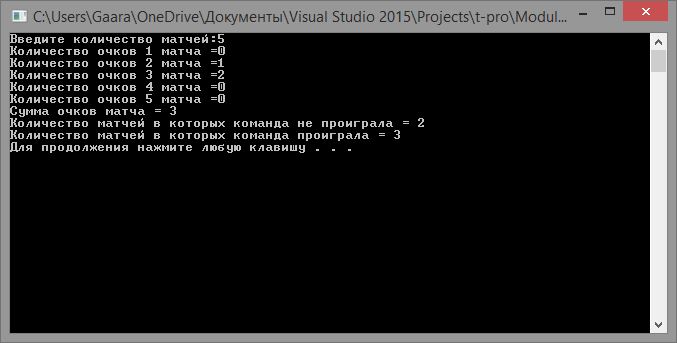 C:\Users\Gaara\OneDrive\Документы\Visual Studio 2015\Projects\t-pro\Modul...
Введите количество матчей:5
Количество очков 1 матча =0
Количество очков 2 матча =1
Количество очков 3 матча =2
Количество очков 4 матча =0
Количество очков 5 матча =0
Сумма очков матча = 3
Количество матчей в которых команда не проиграла = 2
Количество матчей в которых команда проиграла = 3
Для продолжения нажмите любую клавишу . . .